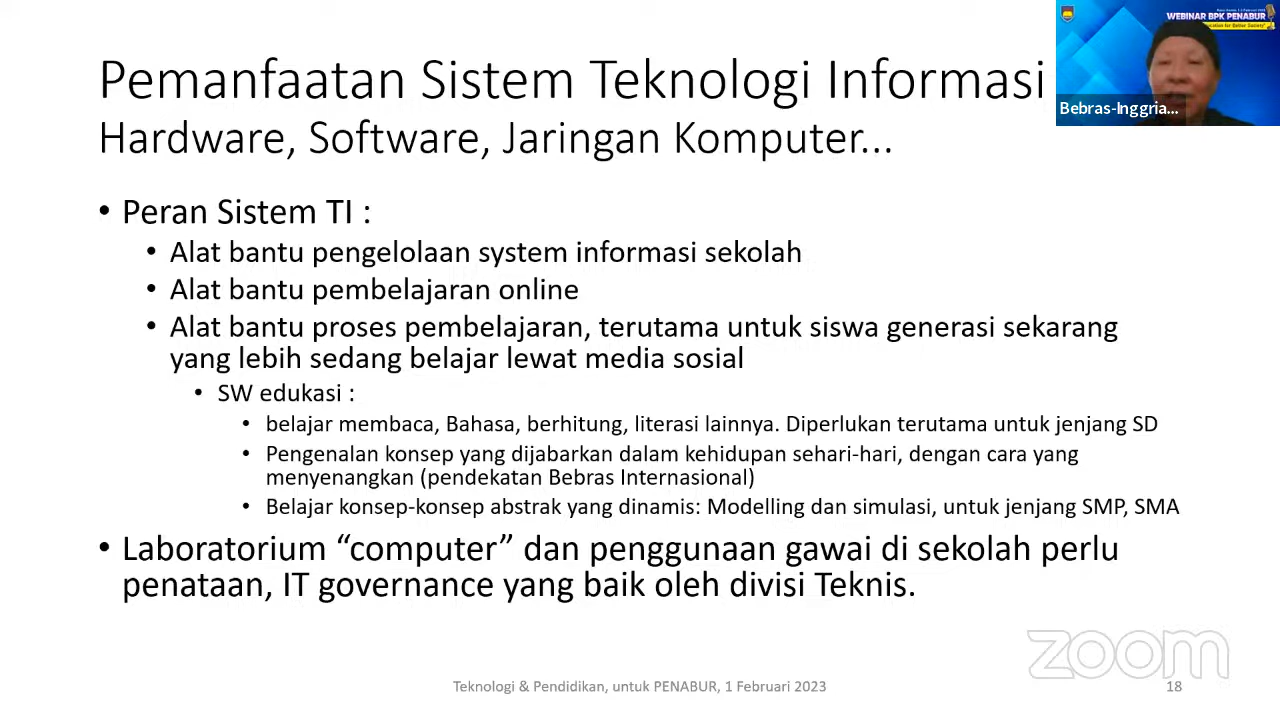 WEBINAR BPK PENABUR
Bebras-Inggria...
Pemanfaatan Sistem Teknologi Informasi
Hardware, Software, Jaringan Komputer...
• Peran Sistem TI :
• Alat bantu pengelolaan system informasi sekolah
• Alat bantu pembelajaran online
• Alat bantu proses pembelajaran, terutama untuk siswa generasi sekarang
yang lebih sedang belajar lewat media sosial
• SW edukasi :
• belajar membaca, Bahasa, berhitung, literasi lainnya. Diperlukan terutama untuk jenjang SD
• Pengenalan konsep yang dijabarkan dalam kehidupan sehari-hari, dengan cara yang
menyenangkan (pendekatan Bebras Internasional)
• Belajar konsep-konsep abstrak yang dinamis: Modelling dan simulasi, untuk jenjang SMP, SMA
• Laboratorium “computer” dan penggunaan gawai di sekolah perlu
penataan, IT governance yang baik oleh divisi Teknis.
zoom
Teknologi & Pendidikan, untuk PENABUR, 1 Februari 2023
18